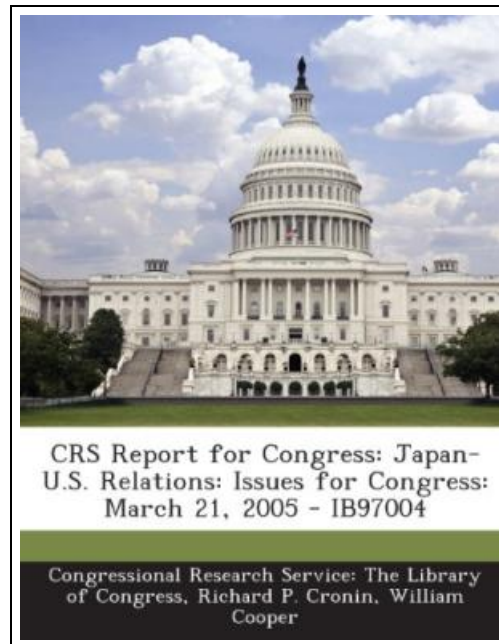 CRS Report for Congress: Japan-
U.S. Relations: Issues for Congress:
March 21, 2005 - IB97004
Congressional Research Service: The Library
of Congress, Richard P. Cronin, William
Cooper